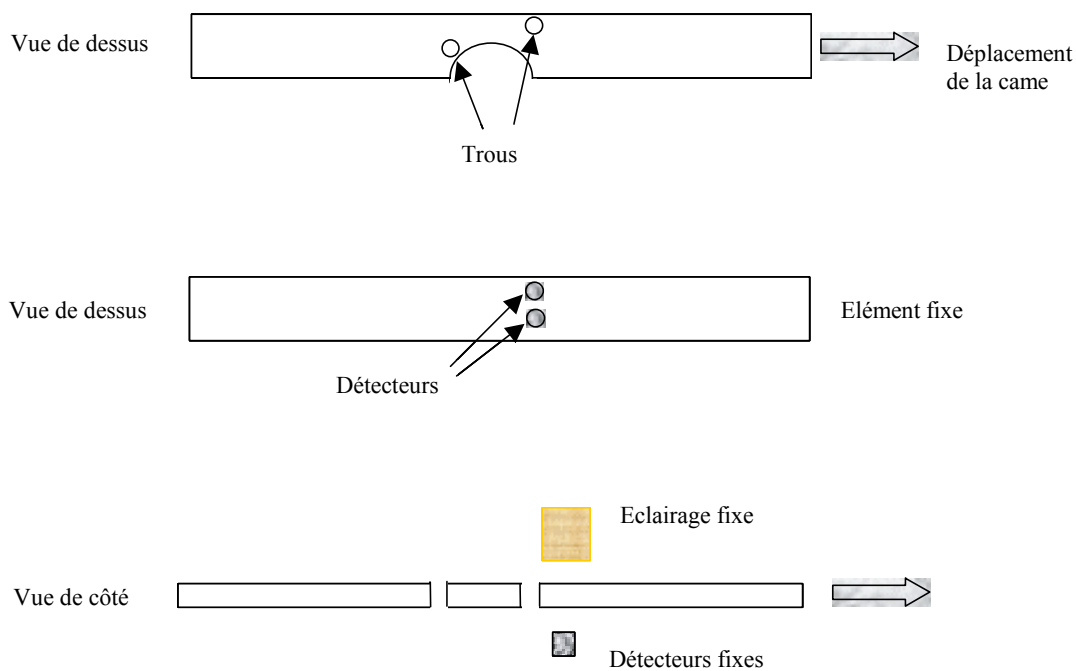 Vue de dessus
Déplacement
de la came
Trous
Vue de dessus
Elément fixe
Détecteurs
Eclairage fixe
Vue de côté
Détecteurs fixes